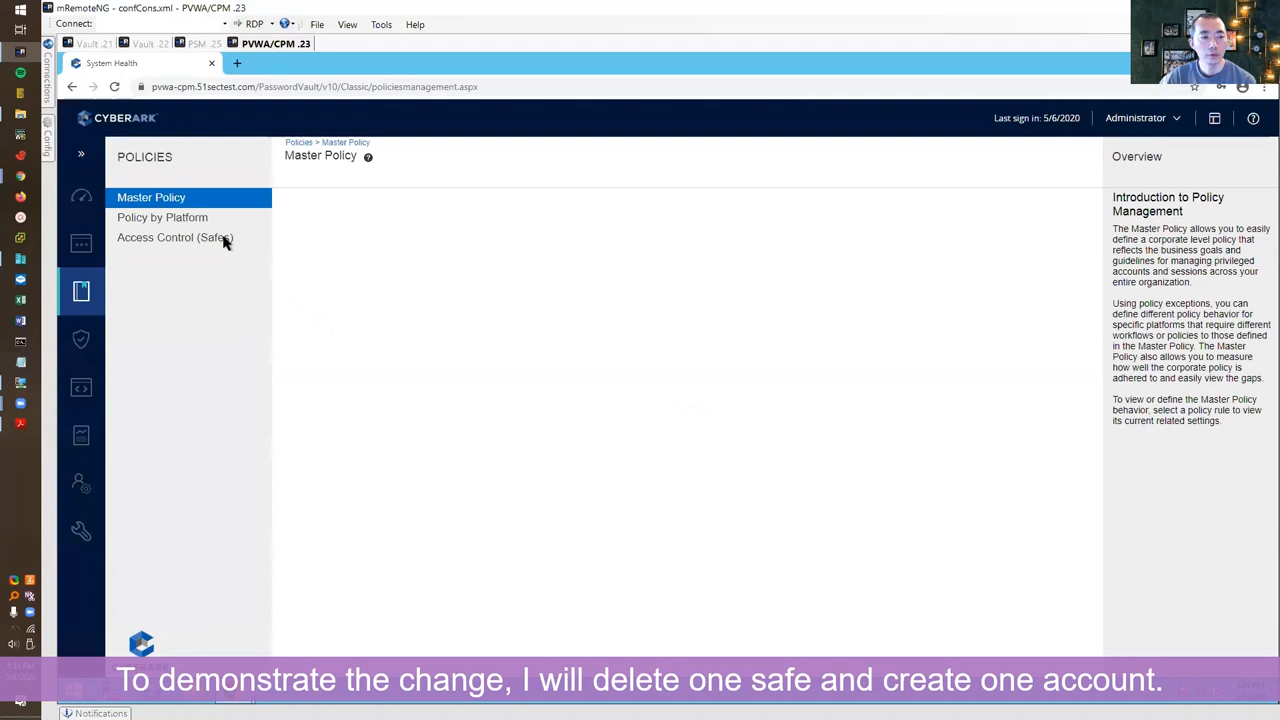 mRemoteNG - confCons.xml - PVWA/CPM .23
Connect: RDP File View Tools Help
Vault .21 Vault .22 PSM .25 PVWA/CPM .23
Connections
Config
System Health
pvwa-cpm.51sectest.com/PasswordVault/v10/Classic/policiesmanagement.aspx
CYBERARK
Last sign in: 5/6/2020
Administrator
POLICIES
Master Policy
Policy by Platform
Access Control (Safes)
Policies > Master Policy
Master Policy
Overview
Introduction to Policy
Management
The Master Policy allows you to easily
define a corporate level policy that
reflects the business goals and
guidelines for managing privileged
accounts and sessions across your
entire organization.
Using policy exceptions, you can
define different policy behavior for
specific platforms that require different
workflows or policies to those defined
in the Master Policy. The Master
Policy also allows you to measure
how well the corporate policy is
adhered to and easily view the gaps.
To view or define the Master Policy
behavior, select a policy rule to view
its current related settings.
CYBERARK
To demonstrate the change, I will delete one safe and create one account.
Notifications